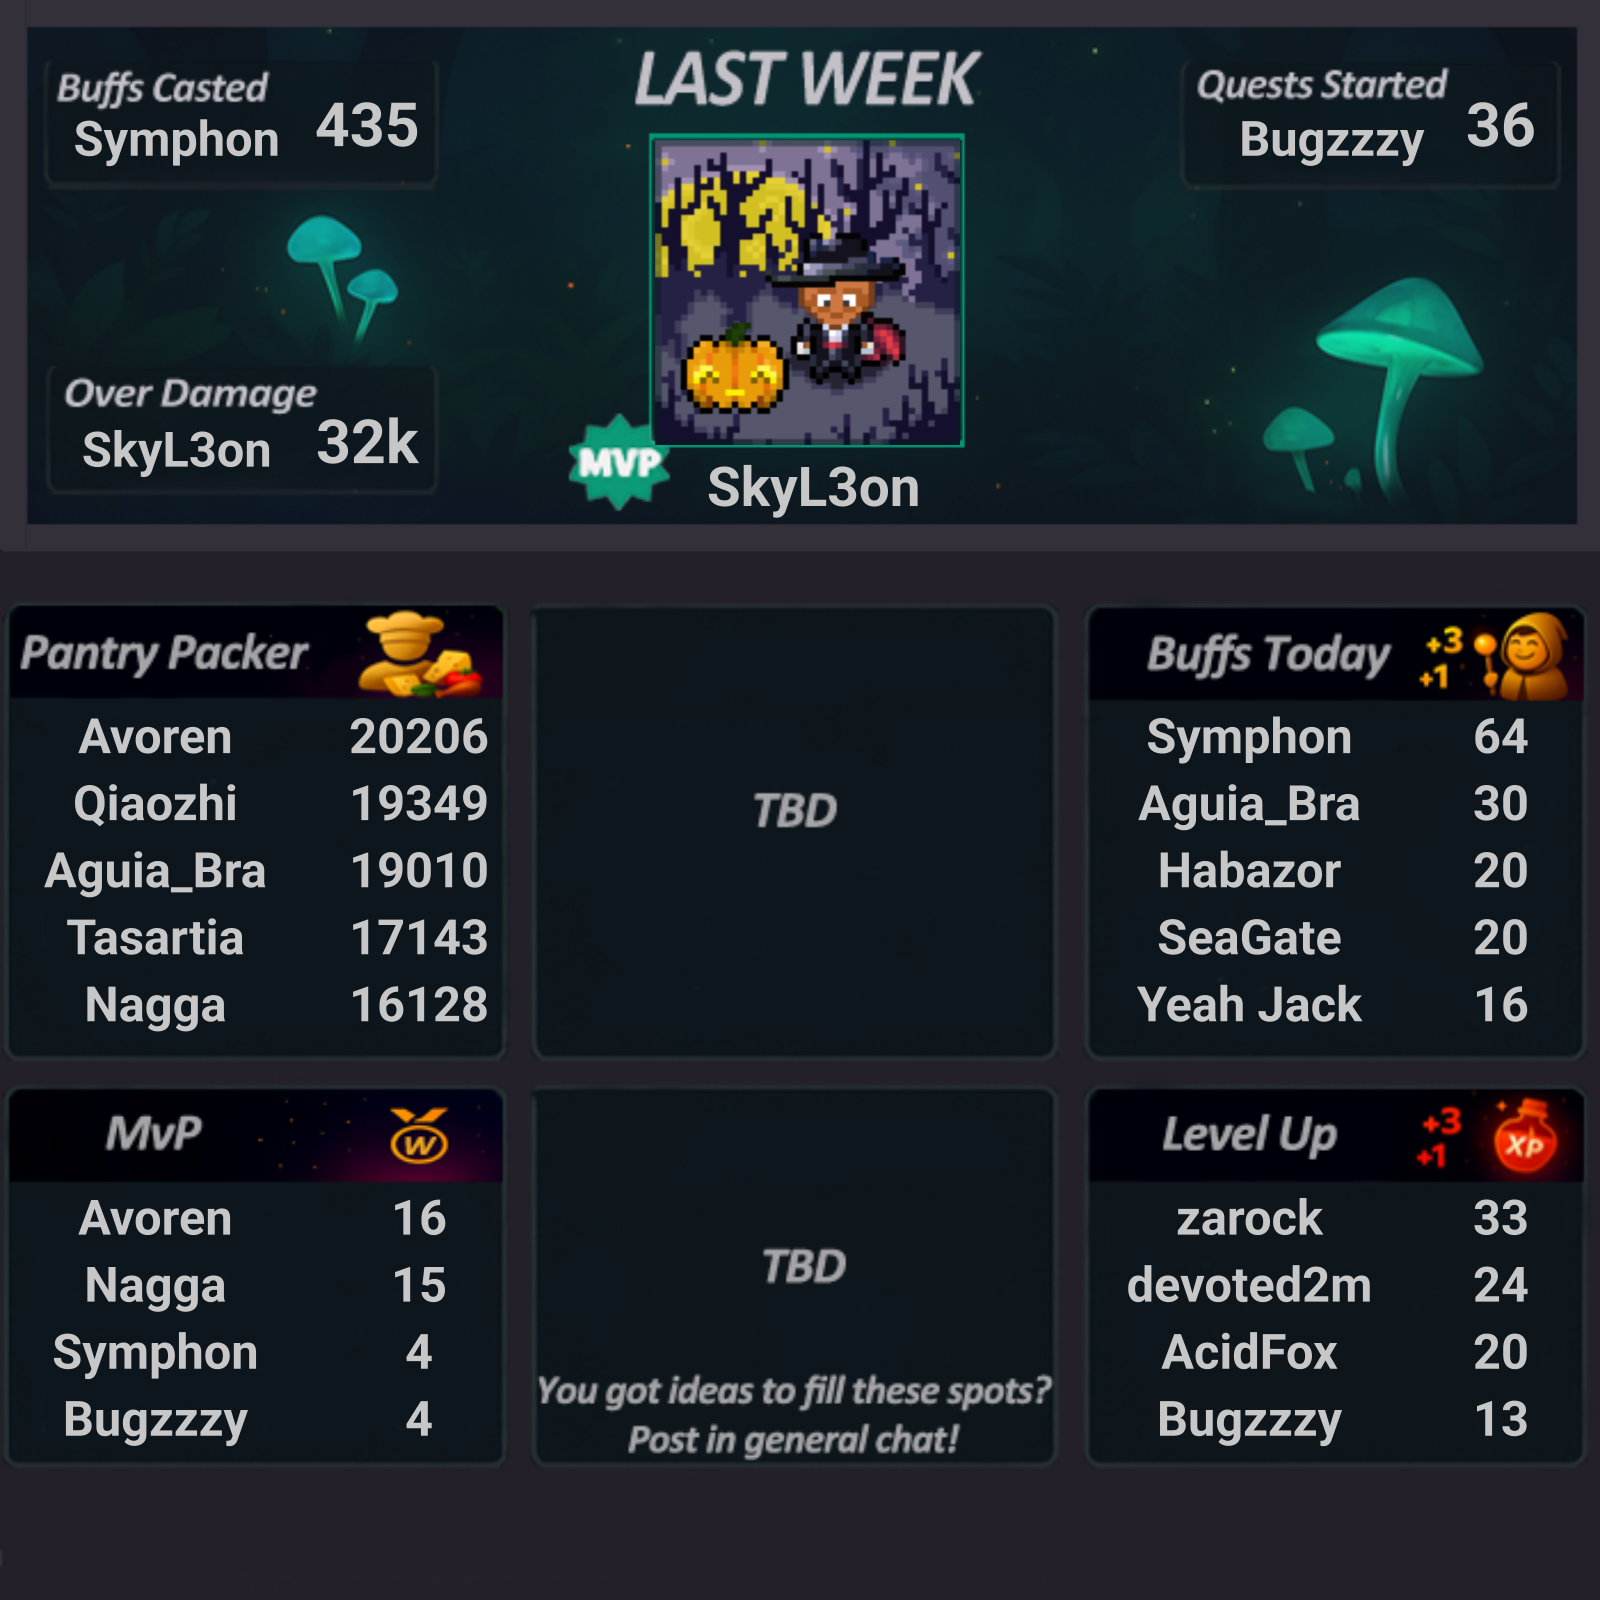 LAST WEEK
Buffs Casted
Symphon 435
Quests Started
Bugzzzy 36
Over Damage
SkyL3on 32k
MVP
SkyL3on
Pantry Packer
Avoren 20206
Qiaozhi 19349
Aguia_Bra 19010
Tasartia 17143
Nagga 16128
TBD
Buffs Today +3 +1
Symphon 64
Aguia_Bra 30
Habazor 20
SeaGate 20
Yeah Jack 16
MvP W
Avoren 16
Nagga 15
Symphon 4
Bugzzzy 4
TBD
You got ideas to fill these spots?
Post in general chat!
Level Up +3 +1 XP
zarock 33
devoted2m 24
AcidFox 20
Bugzzzy 13